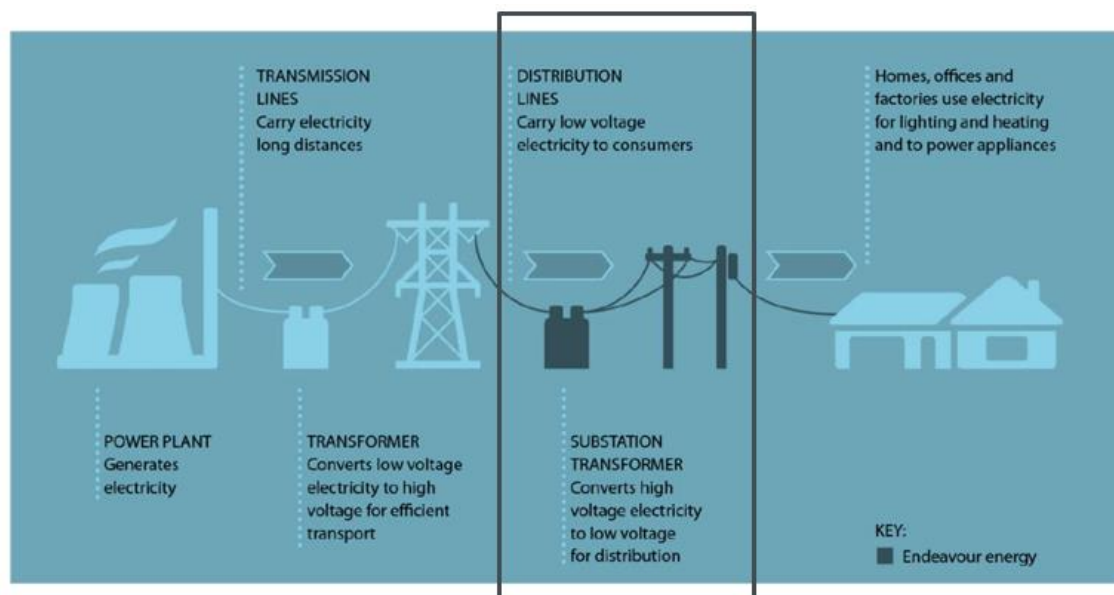 TRANSMISSION
LINES
Carry electricity
long distances
DISTRIBUTION
LINES
Carry low voltage
electricity to consumers
Homes, offices and
factories use electricity
for lighting and heating
and to power appliances
POWER PLANT
Generates
electricity
TRANSFORMER
Converts low voltage
electricity to high
voltage for efficient
transport
SUBSTATION
TRANSFORMER
Converts high
voltage electricity
to low voltage
for distribution
KEY:
Endeavour energy